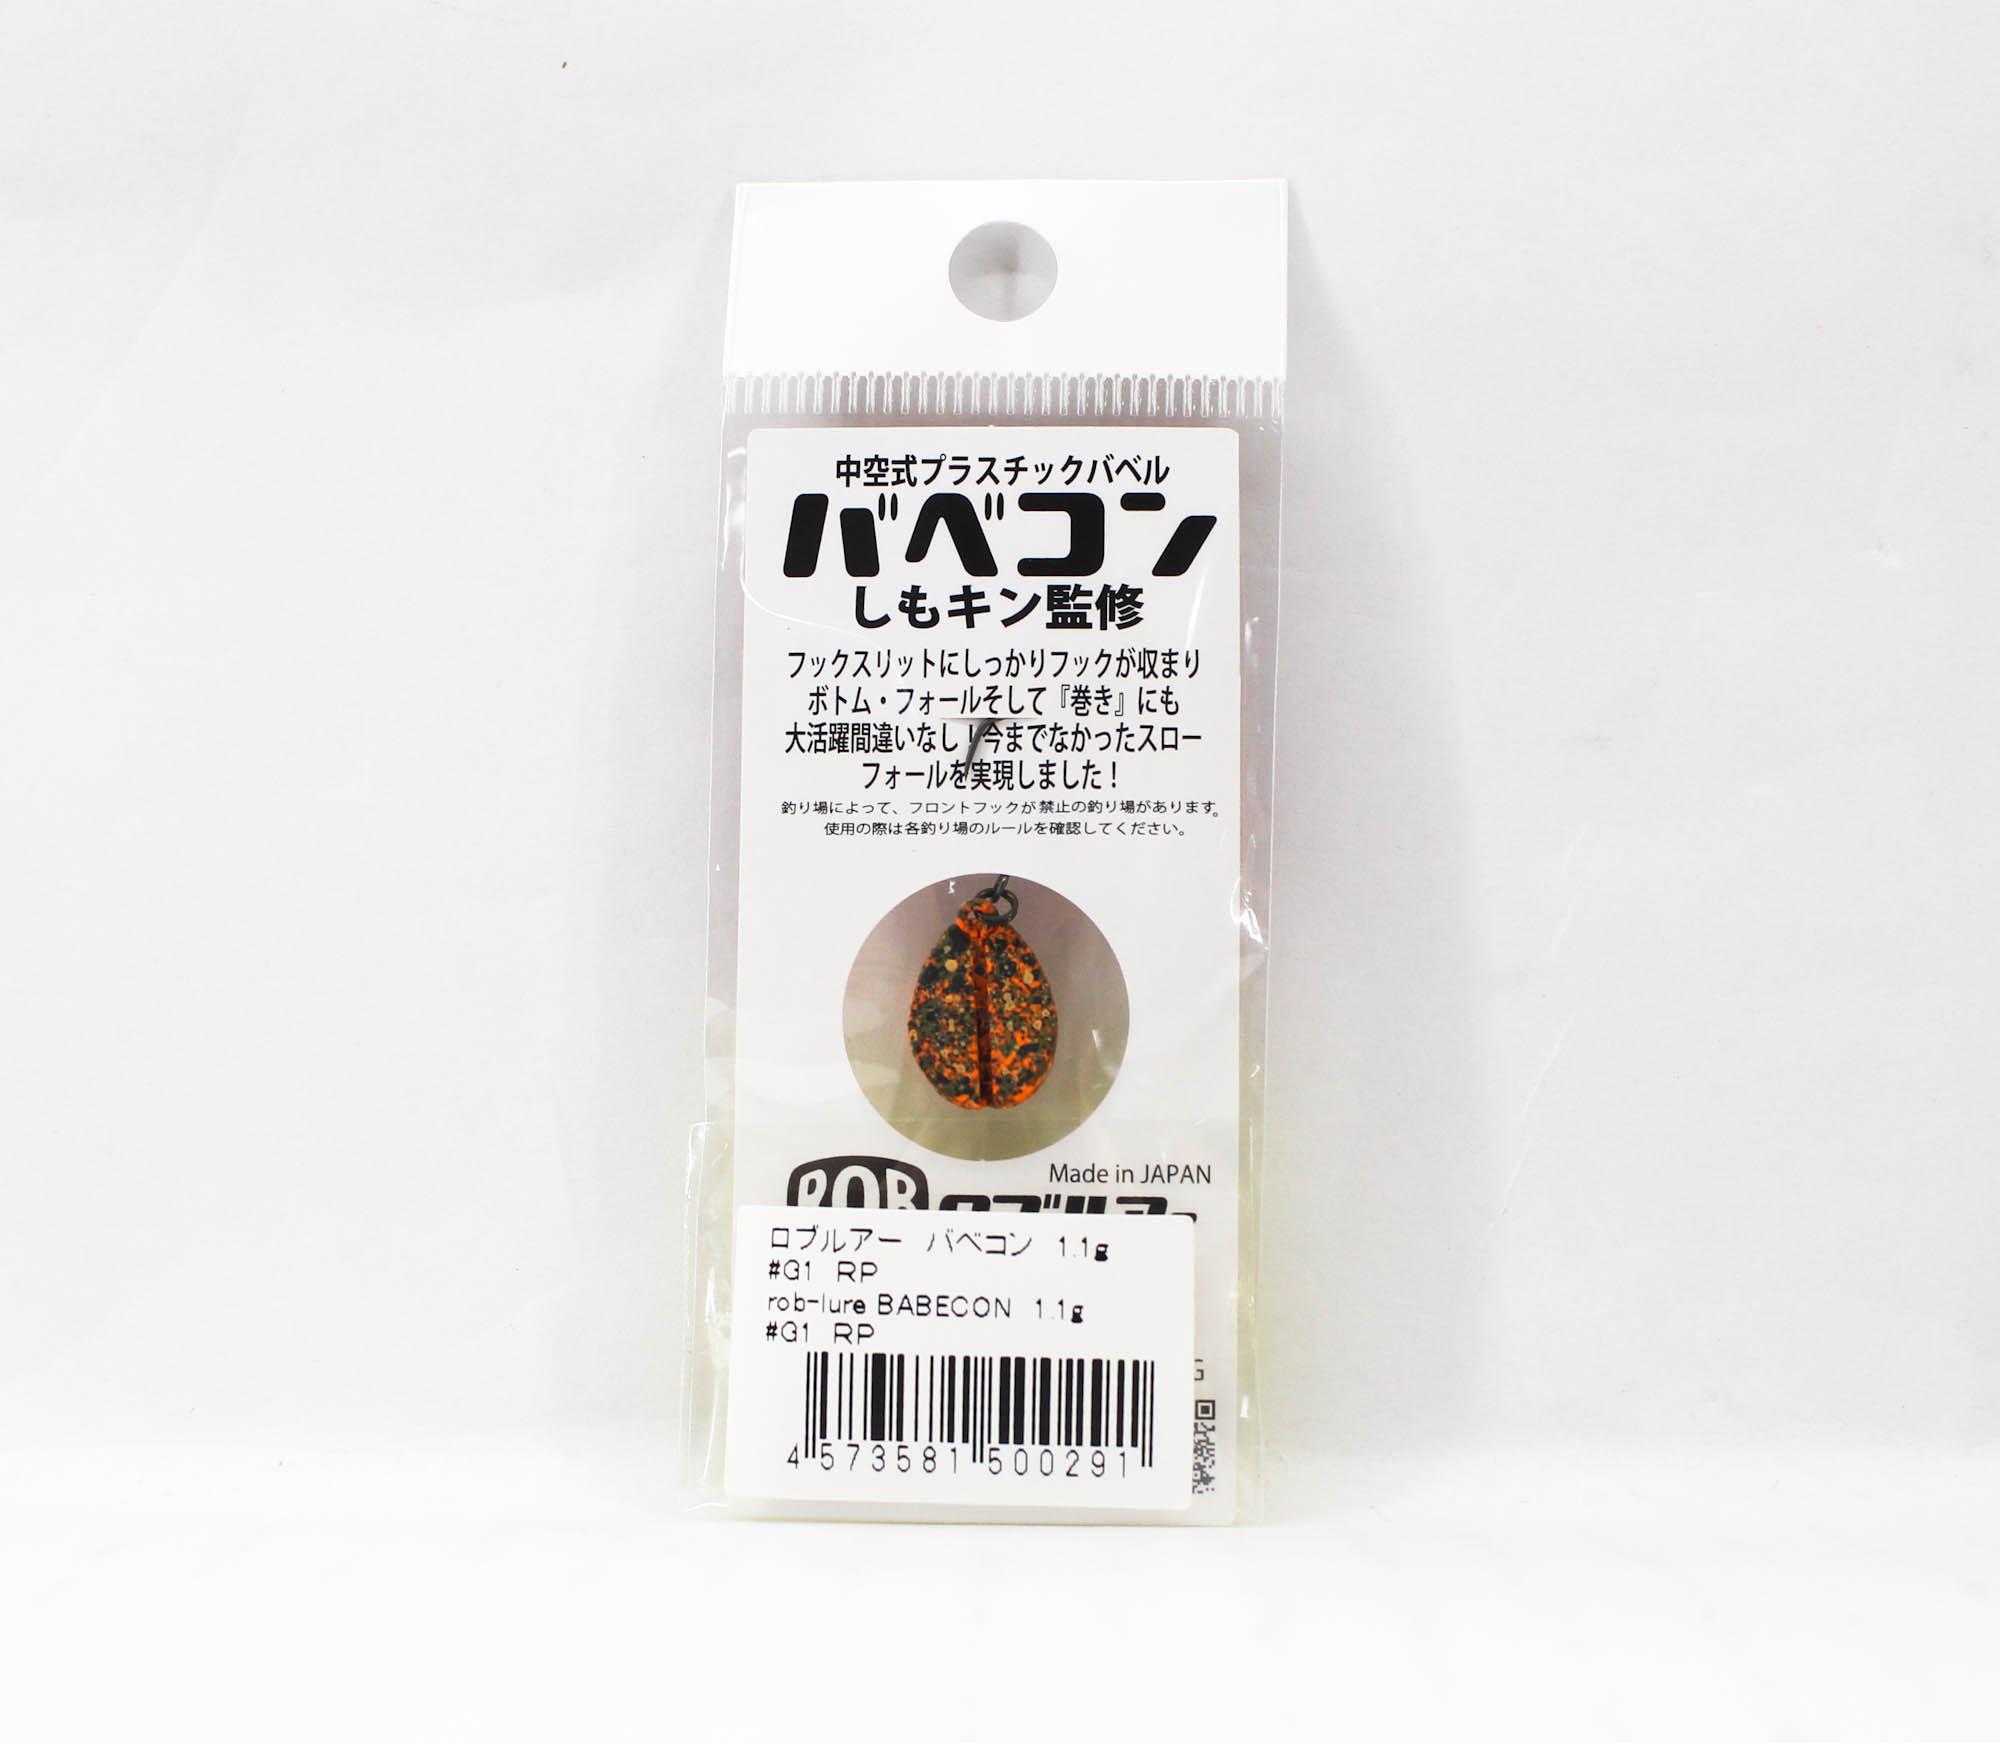 中空式プラスチックバベル
バベコン
しもキン監修
フックスリットにしっかりフックが収まり
ボトム・フォールそして『巻き』にも
大活躍間違いなし！今までなかったスロー
フォールを実現しました！
釣り場によって、フロントフックが禁止の釣り場があります。
使用の際は各釣り場のルールを確認してください。
Made in JAPAN
ROB ロブルアー
ロブルアー バベコン 1.1g
#G1 RP
rob-lure BABECON 1.1g
#G1 RP
G
4 573581 500291